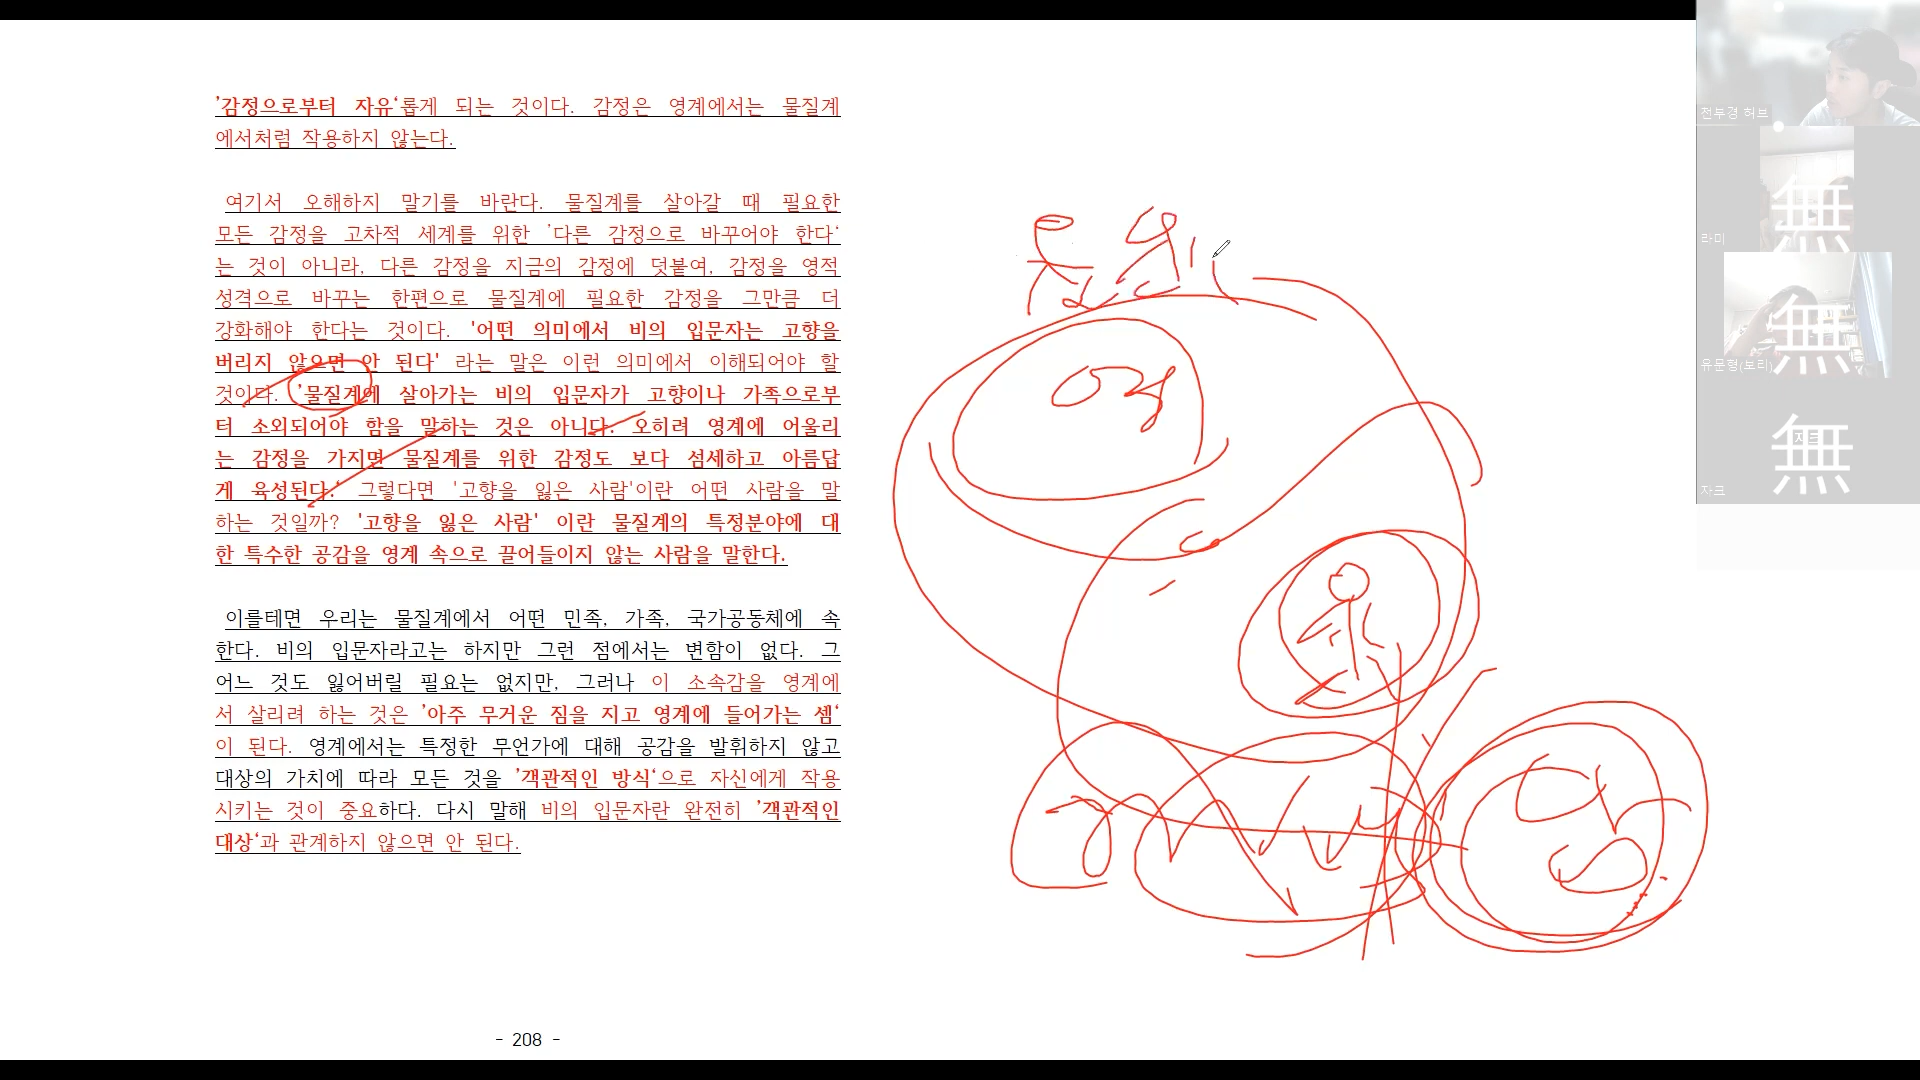 '감정으로부터 자유'롭게 되는 것이다. 감정은 영계에서는 물질계
에서처럼 작용하지 않는다.
여기서 오해하지 말기를 바란다. 물질계를 살아갈 때 필요한
모든 감정을 고차적 세계를 위한 '다른 감정으로 바꾸어야 한다'
는 것이 아니라, 다른 감정을 지금의 감정에 덧붙여, 감정을 영적
성격으로 바꾸는 한편으로 물질계에 필요한 감정을 그만큼 더
강화해야 한다는 것이다. '어떤 의미에서 비의 입문자는 고향을
버리지 않으면 안 된다' 라는 말은 이런 의미에서 이해되어야 할
것이다. '물질계에 살아가는 비의 입문자가 고향이나 가족으로부
터 소외되어야 함을 말하는 것은 아니다. 오히려 영계에 어울리
는 감정을 가지면 물질계를 위한 감정도 보다 섬세하고 아름답
게 육성된다.' 그렇다면 '고향을 잃은 사람'이란 어떤 사람을 말
하는 것일까? '고향을 잃은 사람' 이란 물질계의 특정분야에 대
한 특수한 공감을 영계 속으로 끌어들이지 않는 사람을 말한다.
이를테면 우리는 물질계에서 어떤 민족, 가족, 국가공동체에 속
한다. 비의 입문자라고는 하지만 그런 점에서는 변함이 없다. 그
어느 것도 잃어버릴 필요는 없지만, 그러나 이 소속감을 영계에
서 살리려 하는 것은 '아주 무거운 짐을 지고 영계에 들어가는 셈'
이 된다. 영계에서는 특정한 무언가에 대해 공감을 발휘하지 않고
대상의 가치에 따라 모든 것을 '객관적인 방식'으로 자신에게 작용
시키는 것이 중요하다. 다시 말해 비의 입문자란 완전히 '객관적인
대상'과 관계하지 않으면 안 된다.
- 208 -
전부경 허브
無
라미
無
유문형(보리)
無
자크